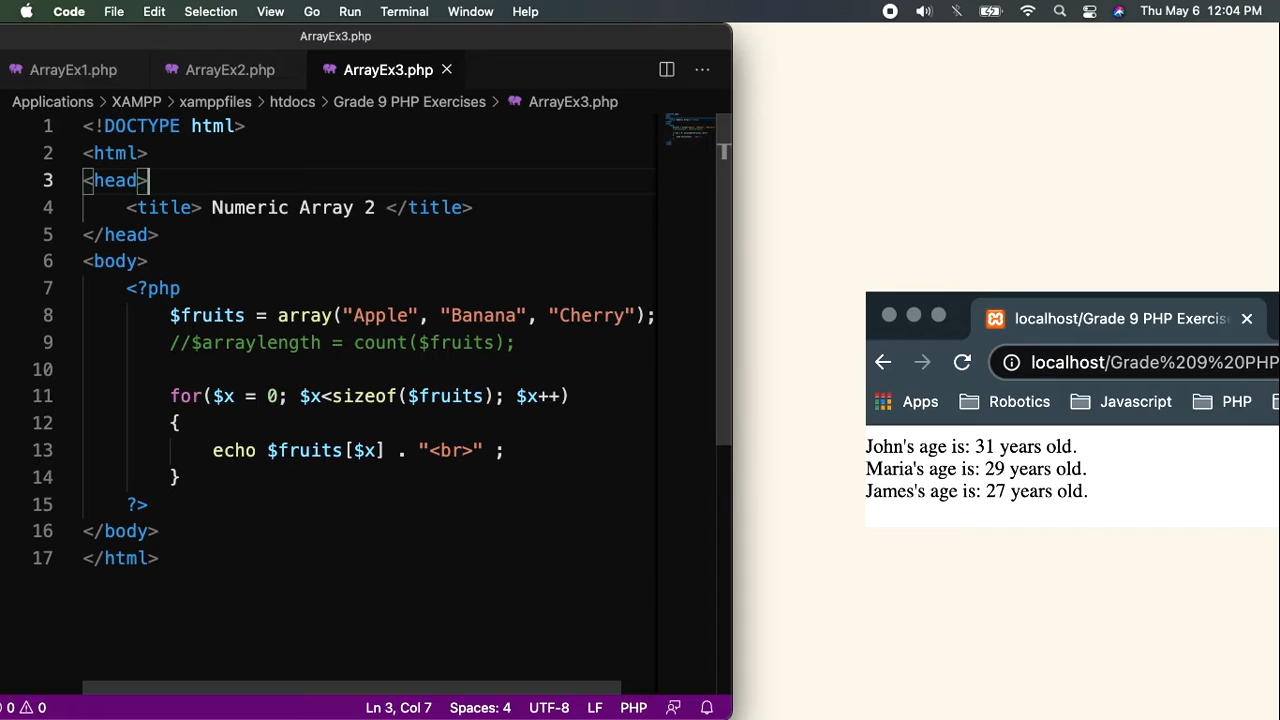 Code File Edit Selection View Go Run Terminal Window Help Thu May 6 12:04 PM
ArrayEx3.php
ArrayEx1.php ArrayEx2.php ArrayEx3.php
Applications > XAMPP > xamppfiles > htdocs > Grade 9 PHP Exercises > ArrayEx3.php
1 <!DOCTYPE html>
2 <html>
3 <head>
4 <title> Numeric Array 2 </title>
5 </head>
6 <body>
7 <?php
8 $fruits = array("Apple", "Banana", "Cherry");
9 //$arraylength = count($fruits);
10
11 for($x = 0; $x<sizeof($fruits); $x++)
12 {
13 echo $fruits[$x] . "<br>" ;
14 }
15 ?>
16 </body>
17 </html>
0 0 Ln 3, Col 7 Spaces: 4 UTF-8 LF PHP
localhost/Grade 9 PHP Exercis
localhost/Grade%209%20PHP
Apps Robotics Javascript PHP
John's age is: 31 years old.
Maria's age is: 29 years old.
James's age is: 27 years old.